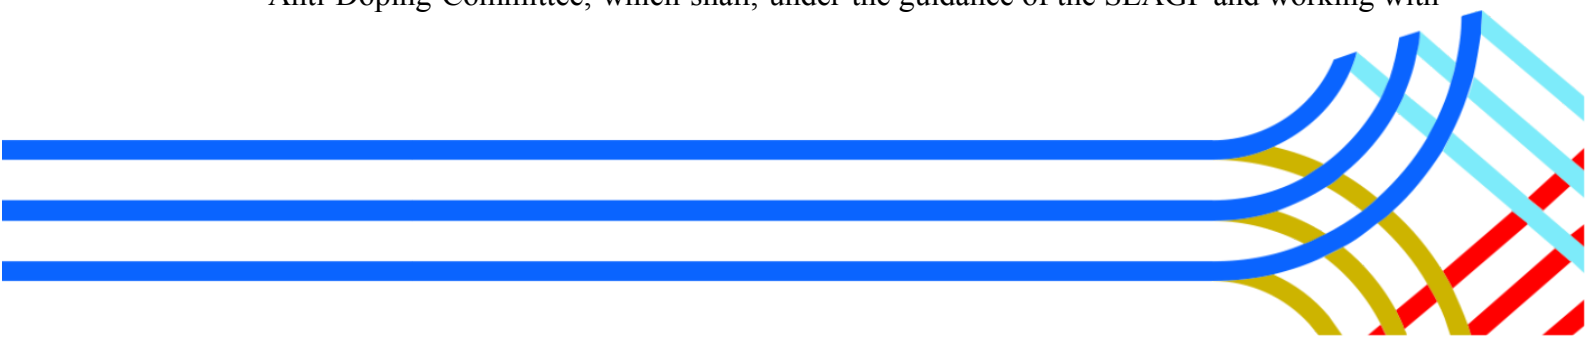 Anti-Doping Committee, which shall, under the guidance of the SEAGF and working with